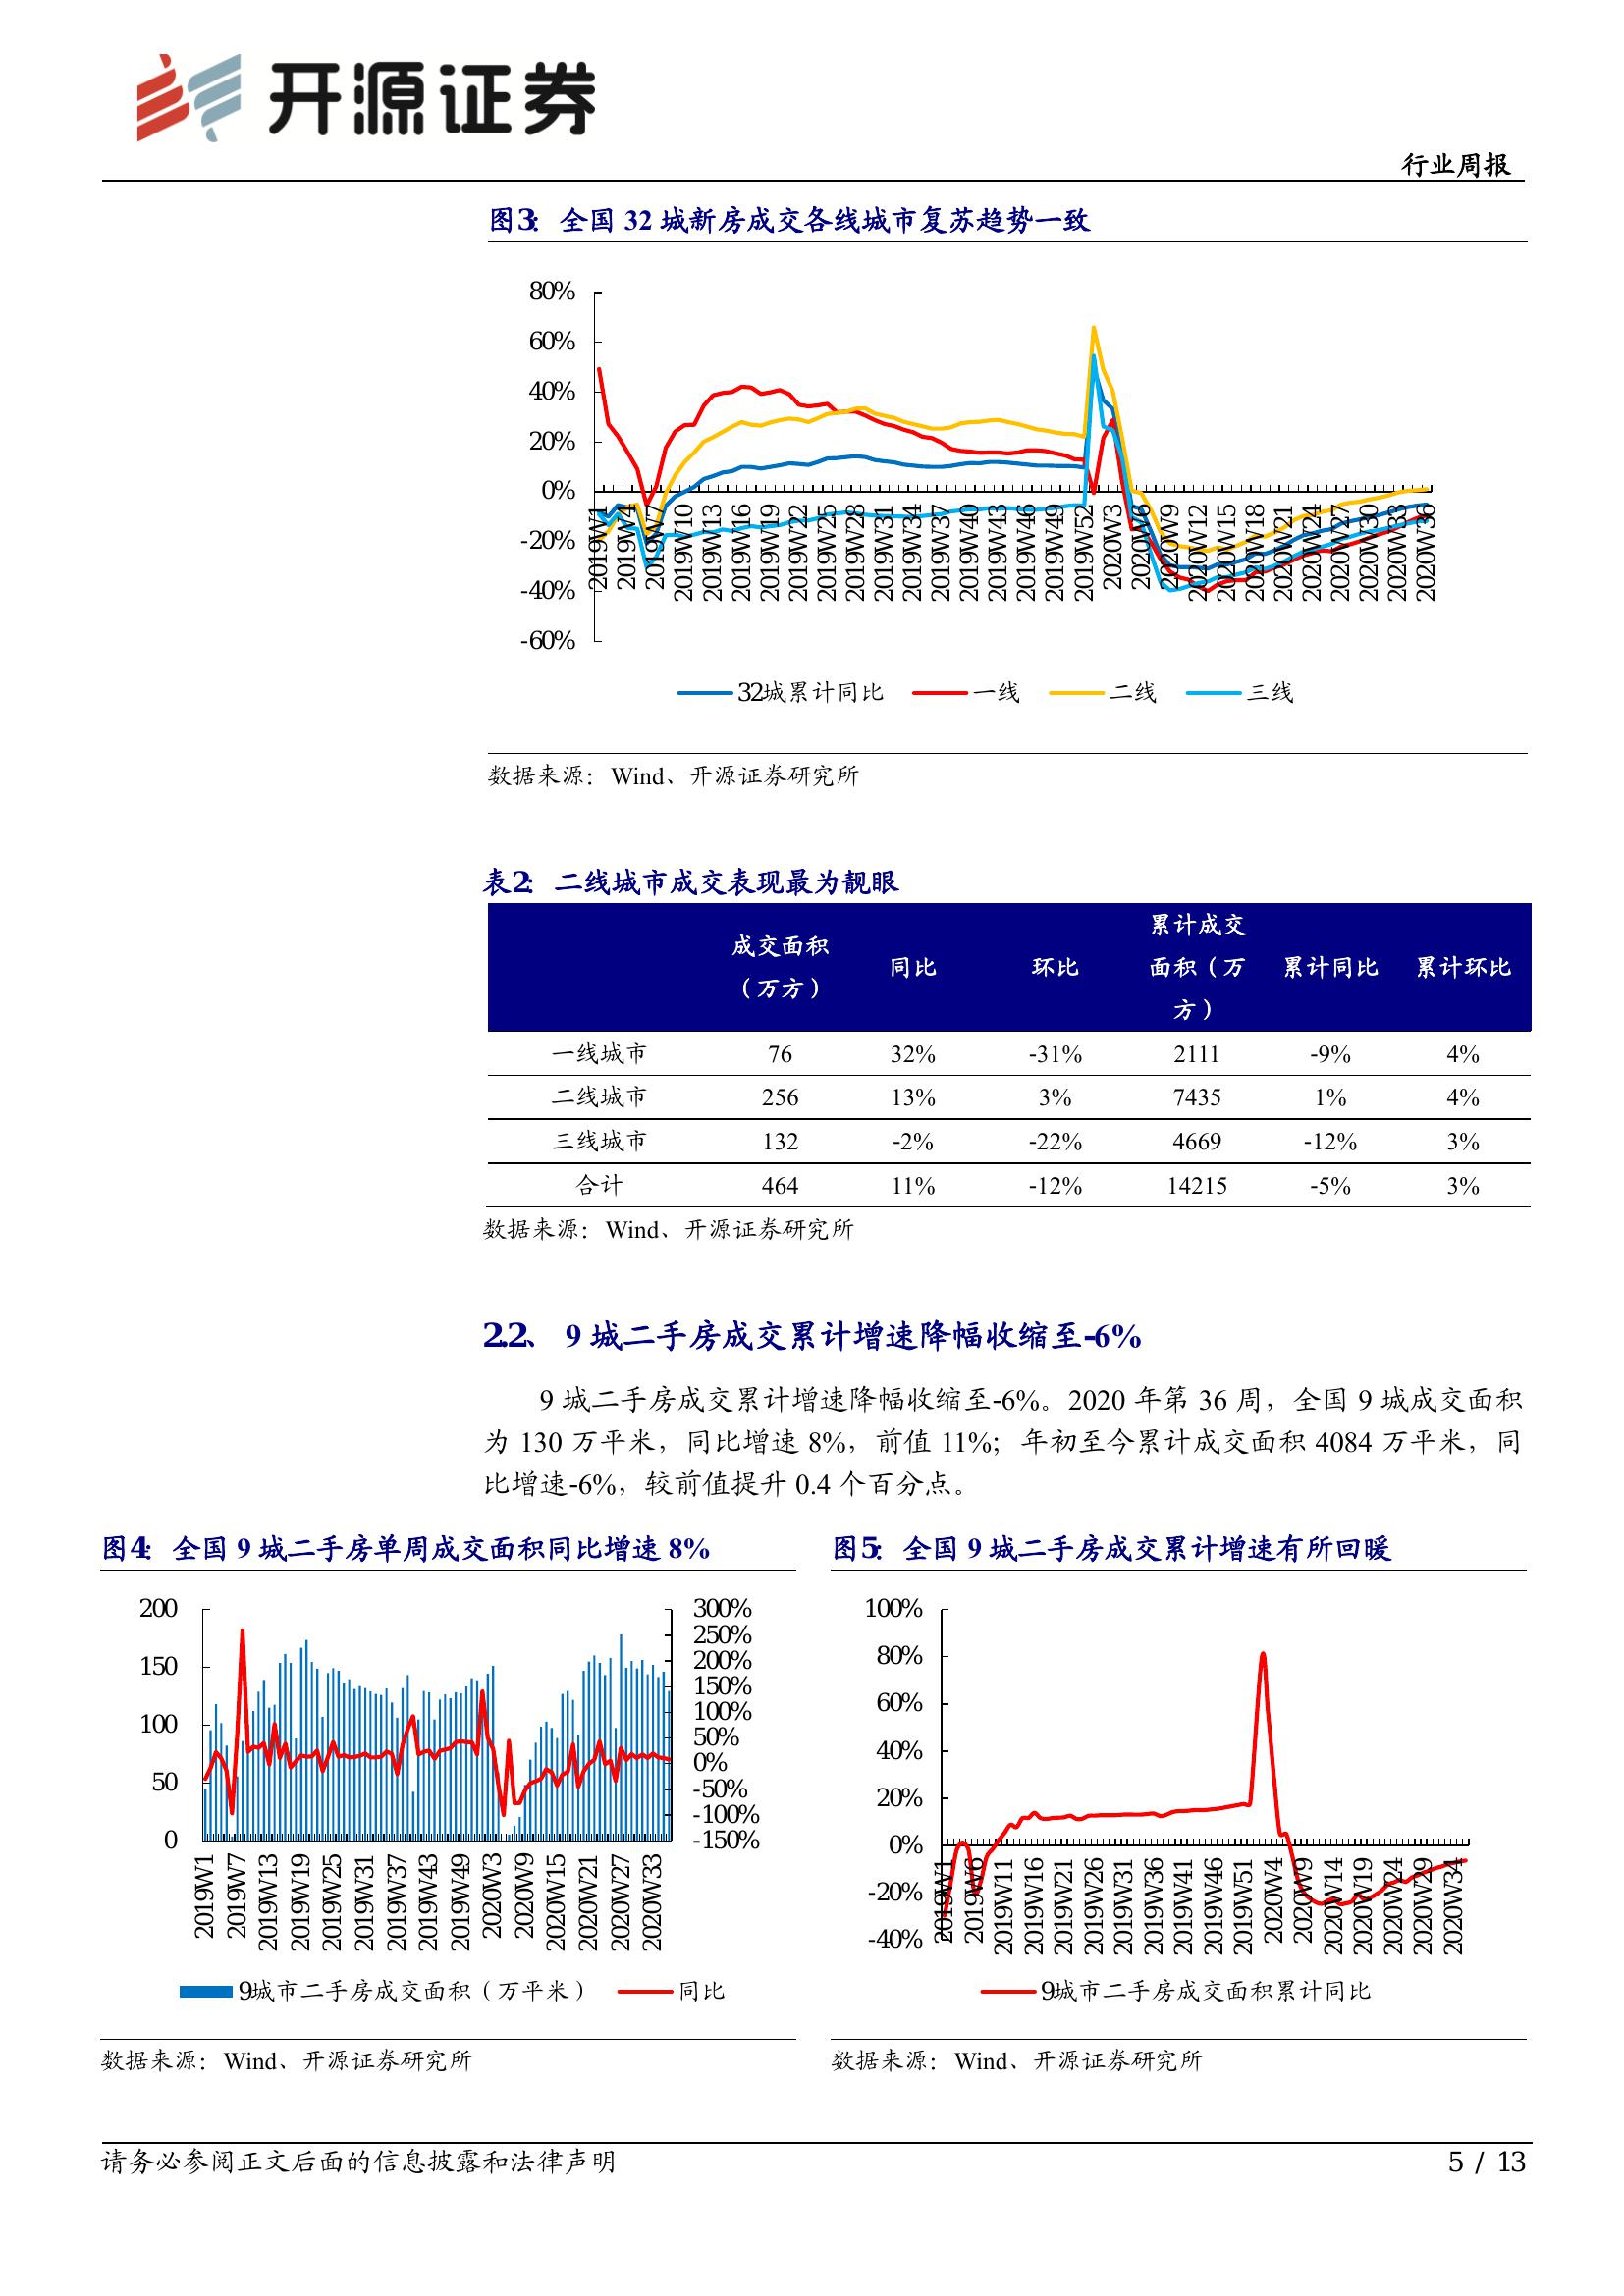 开源证券
行业周报
图3： 全国 32 城新房成交各线城市复苏趋势一致
80%
60%
40%
20%
0%
-20%
-40%
-60%
2019W1 2019W4 2019W7 2019W10 2019W13 2019W16 2019W19 2019W22 2019W25 2019W28 2019W31 2019W34 2019W37 2019W40 2019W43 2019W46 2019W49 2019W52 2020W3 2020W6 2020W9 2020W12 2020W15 2020W18 2020W21 2020W24 2020W27 2020W30 2020W33 2020W36
32城累计同比 一线 二线 三线
数据来源：Wind、开源证券研究所
表2： 二线城市成交表现最为靓眼
成交面积（万方） 同比 环比 累计成交面积（万方） 累计同比 累计环比
一线城市 76 32% -31% 2111 -9% 4%
二线城市 256 13% 3% 7435 1% 4%
三线城市 132 -2% -22% 4669 -12% 3%
合计 464 11% -12% 14215 -5% 3%
数据来源：Wind、开源证券研究所
2.2、 9 城二手房成交累计增速降幅收缩至-6%
9 城二手房成交累计增速降幅收缩至-6%。2020 年第 36 周，全国 9 城成交面积
为 130 万平米，同比增速 8%，前值 11%；年初至今累计成交面积 4084 万平米，同
比增速-6%，较前值提升 0.4 个百分点。
图4： 全国 9 城二手房单周成交面积同比增速 8%
200
150
100
50
0
300%
250%
200%
150%
100%
50%
0%
-50%
-100%
-150%
2019W1 2019W7 2019W13 2019W19 2019W25 2019W31 2019W37 2019W43 2019W49 2020W3 2020W9 2020W15 2020W21 2020W27 2020W33
9城市二手房成交面积（万平米） 同比
数据来源：Wind、开源证券研究所
图5： 全国 9 城二手房成交累计增速有所回暖
100%
80%
60%
40%
20%
0%
-20%
-40%
2019W1 2019W6 2019W11 2019W16 2019W21 2019W26 2019W31 2019W36 2019W41 2019W46 2019W51 2020W4 2020W9 2020W14 2020W19 2020W24 2020W29 2020W34
9城市二手房成交面积累计同比
数据来源：Wind、开源证券研究所
请务必参阅正文后面的信息披露和法律声明
5 / 13